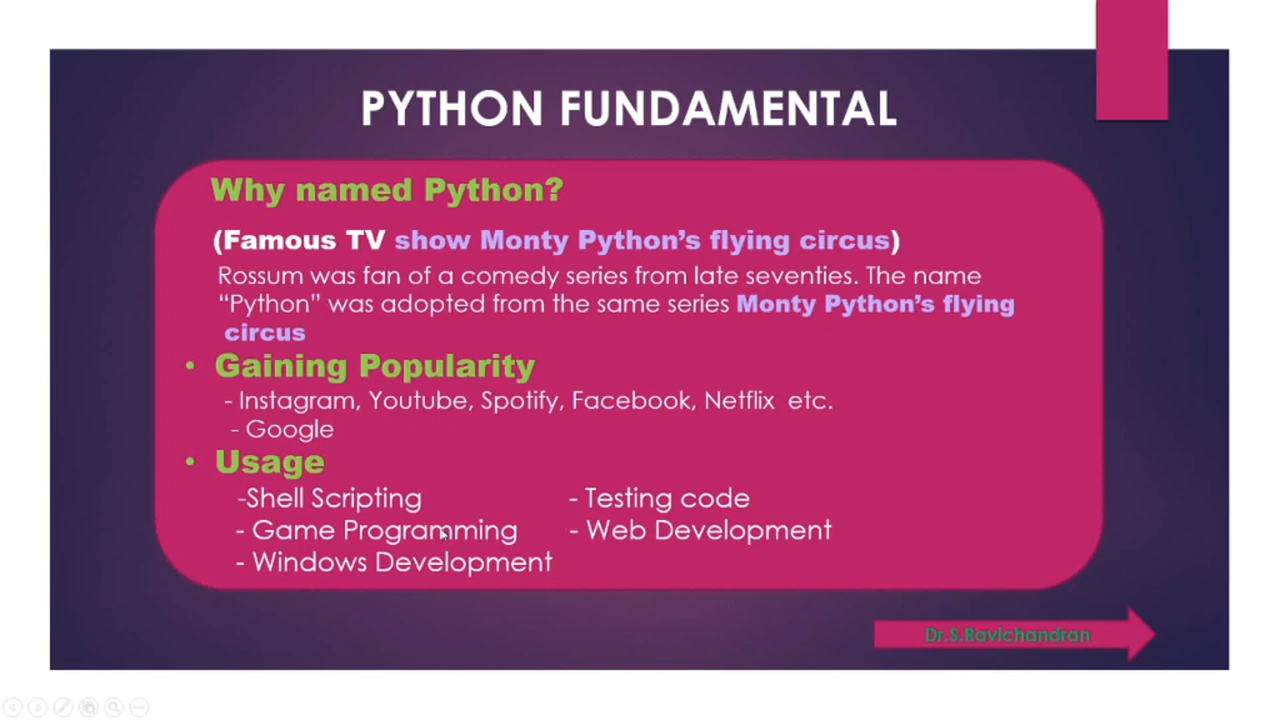 PYTHON FUNDAMENTAL
Why named Python?
(Famous TV show Monty Python's flying circus)
Rossum was fan of a comedy series from late seventies. The name
“Python” was adopted from the same series Monty Python's flying
circus
• Gaining Popularity
- Instagram, Youtube, Spotify, Facebook, Netflix etc.
- Google
• Usage
-Shell Scripting - Testing code
- Game Programming - Web Development
- Windows Development
Dr.S.Ravichandran